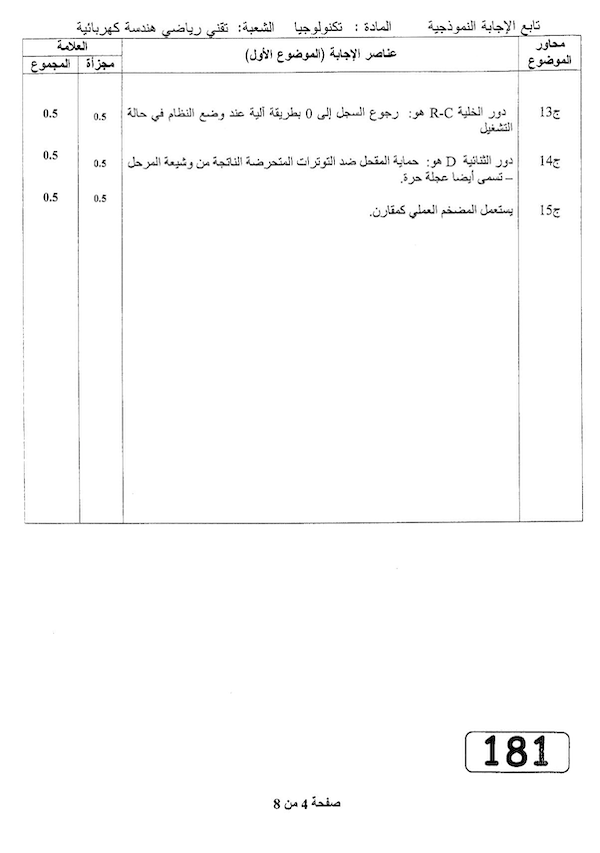 تابع الإجابة النموذجية المادة : تكنولوجيا الشعبة: تقني رياضي هندسة كهربائية
محاور الموضوع
عناصر الإجابة (الموضوع الأول)
العلامة
مجزأة
المجموع
ج13
دور الخلية R-C هو: رجوع السجل إلى 0 بطريقة آلية عند وضع النظام في حالة
التشغيل
0.5
0.5
ج14
دور الثنائية D هو: حماية المقحل ضد التوترات المتحرضة الناتجة من وشيعة المرحل
– تسمى أيضا عجلة حرة.
0.5
0.5
ج15
يستعمل المضخم العملي كمقارن.
0.5
0.5
181
صفحة 4 من 8